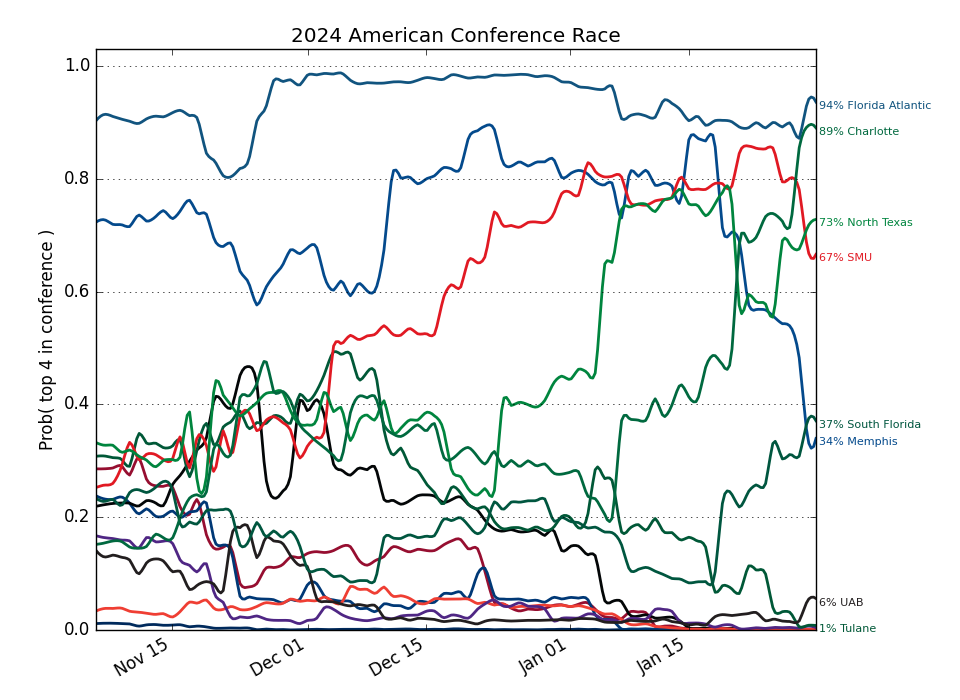 2024 American Conference Race
Prob( top 4 in conference )
1.0
0.8
0.6
0.4
0.2
0.0
Nov 15
Dec 01
Dec 15
Jan 01
Jan 15
94% Florida Atlantic
89% Charlotte
73% North Texas
67% SMU
37% South Florida
34% Memphis
6% UAB
1% Tulane